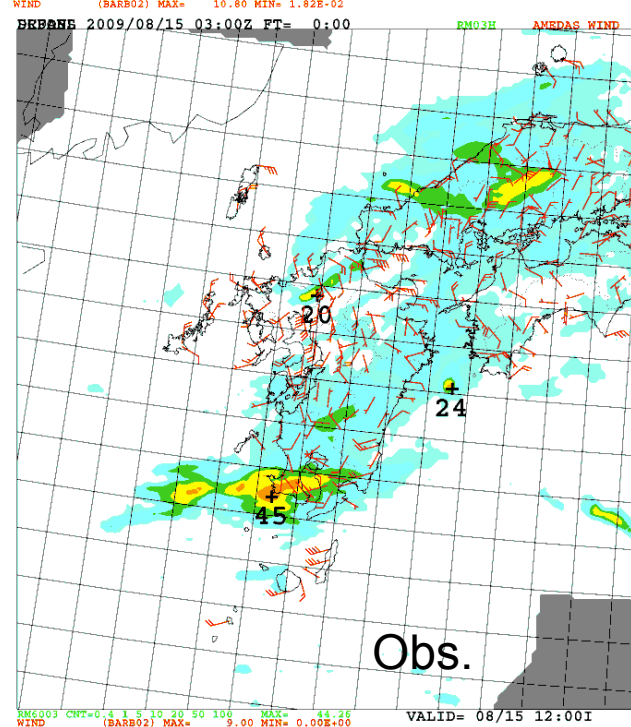 WIND (BARB02) MAX= 10.80 MIN= 1.82E-02
2009/08/15 03:00Z FT= 0:00 RM03H AMEDAS WIND
20
24
45
Obs.
RM6003 CNT=0.4 1 5 10 20 50 100 MAX= 44.26
VALID= 08/15 12:00I
WIND (BARB02) MAX= 9.00 MIN= 0.00E+00